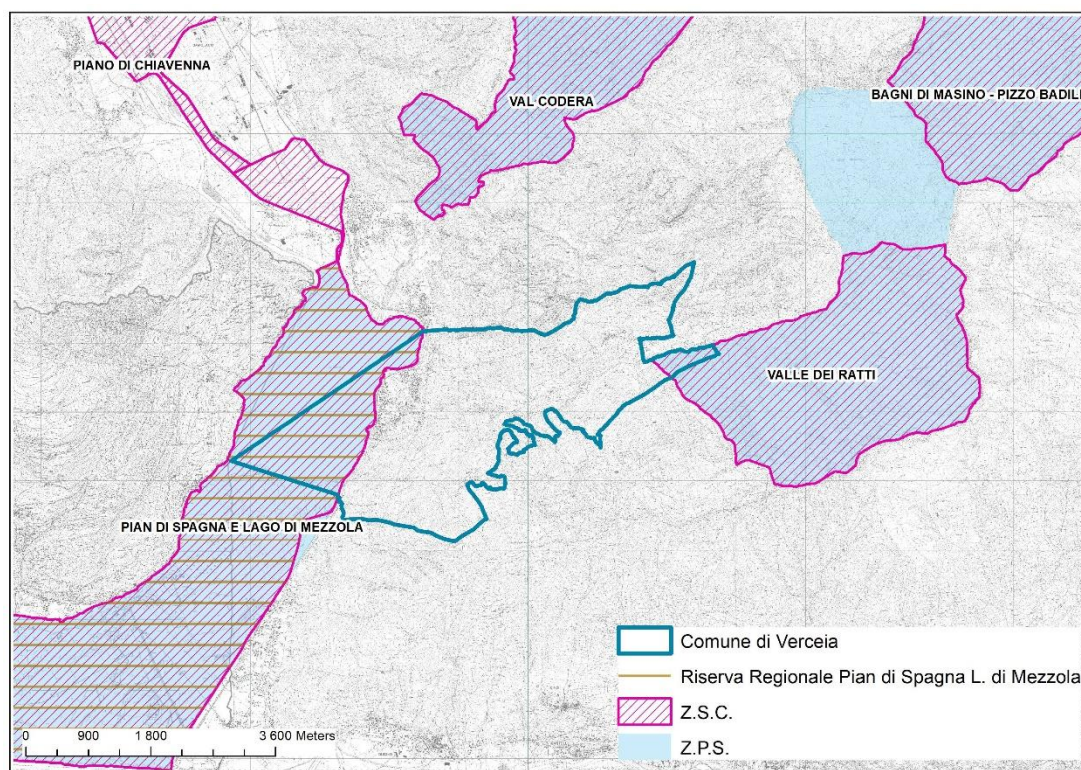 PIANO DI CHIAVENNA
VAL CODERA
BAGNI DI MASINO - PIZZO BADILE
VALLE DEI RATTI
PIAN DI SPAGNA E LAGO DI MEZZOLA
Comune di Verceia
Riserva Regionale Pian di Spagna L. di Mezzola
Z.S.C.
Z.P.S.
0 900 1 800 3 600 Meters